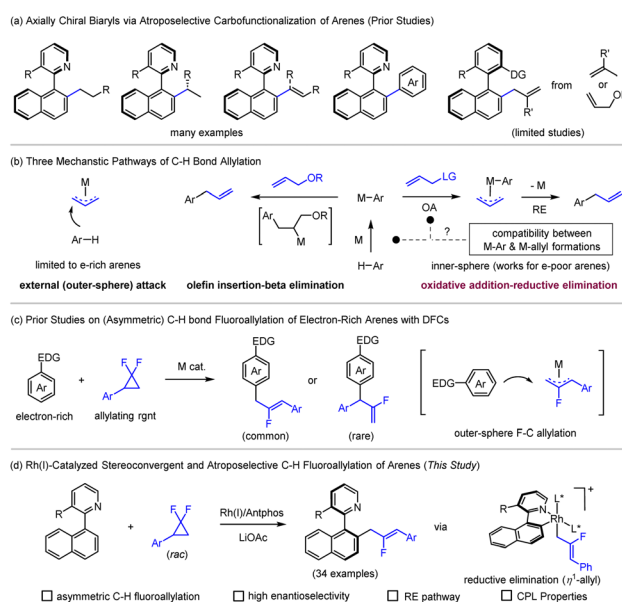 (a) Axially Chiral Biaryls via Atroposelective Carbofunctionalization of Arenes (Prior Studies)
R N R
R N R
R N R R
R N Ar
R DG R'
from
R'
or
OR
many examples
(limited studies)
(b) Three Mechanstic Pathways of C-H Bond Allylation
M
Ar–H
limited to e-rich arenes
external (outer-sphere) attack
Ar
OR
Ar OR
M
M–Ar
M
H–Ar
olefin insertion-beta elimination
LG
OA
?
M-Ar
- M
RE
Ar
compatibility between
M-Ar & M-allyl formations
inner-sphere (works for e-poor arenes)
oxidative addition-reductive elimination
(c) Prior Studies on (Asymmetric) C-H bond Fluoroallylation of Electron-Rich Arenes with DFCs
EDG
Ar
electron-rich
+
F F
Ar
allylating rgnt
M cat.
EDG
Ar
Ar
F
(common)
or
EDG
Ar
Ar F
(rare)
EDG Ar
M
Ar
F
outer-sphere F-C allylation
(d) Rh(I)-Catalyzed Stereoconvergent and Atroposelective C-H Fluoroallylation of Arenes (This Study)
R N
+
F F
Ar
(rac)
Rh(I)/Antphos
LiOAc
R N
Ar
F
(34 examples)
via
R N Rh L* L* +
F
Ph
reductive elimination (η¹-allyl)
asymmetric C-H fluoroallylation
high enantioselectivity
RE pathway
CPL Properties